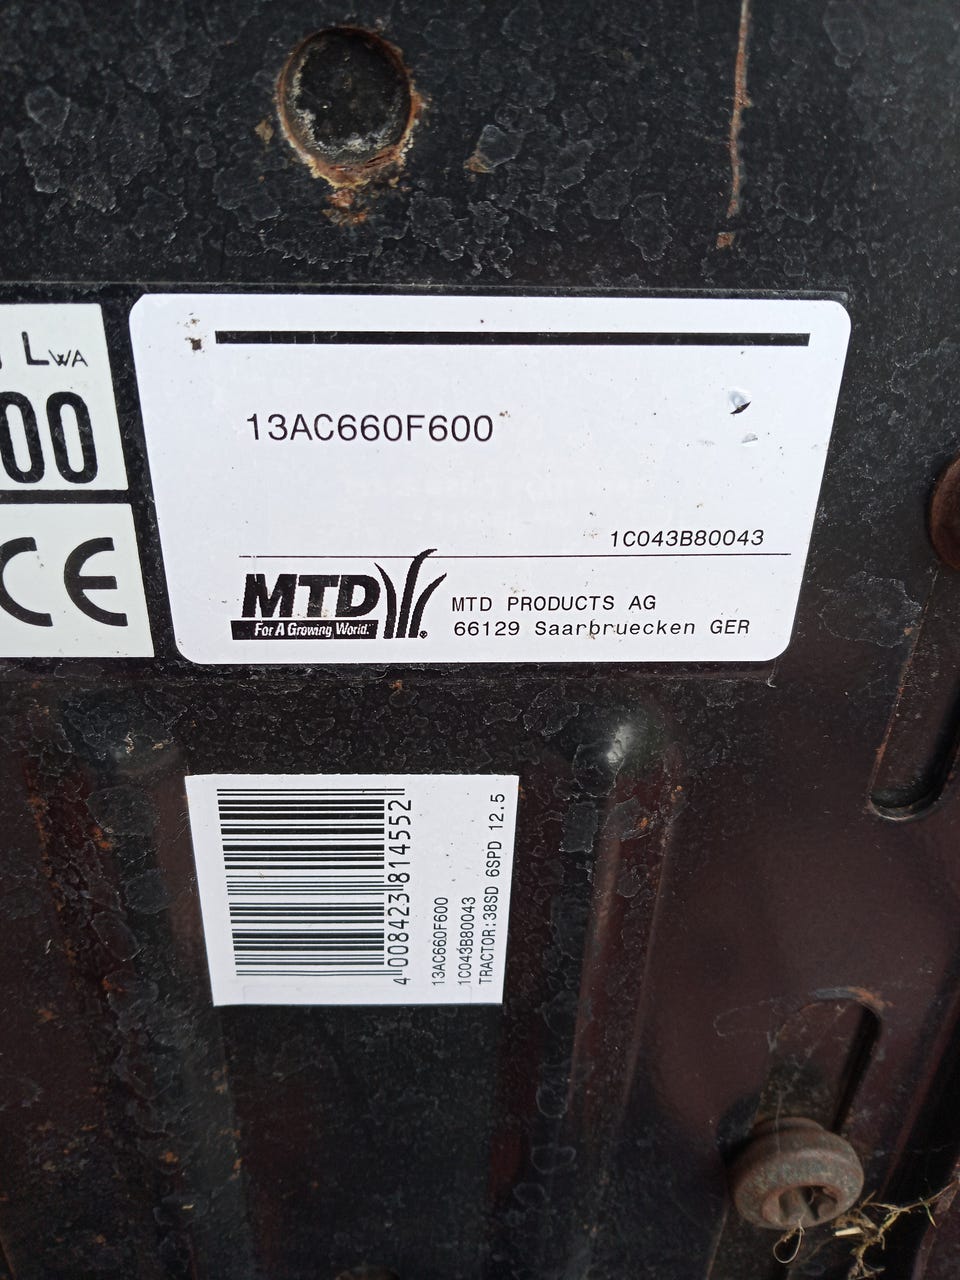 LWA
00
CE
13AC660F600
1C043B80043
MTD
For A Growing World.
MTD PRODUCTS AG
66129 Saarbruecken GER
4 008423 814552
13AC660F600
1C043B80043
TRACTOR:38SD 6SPD 12.5